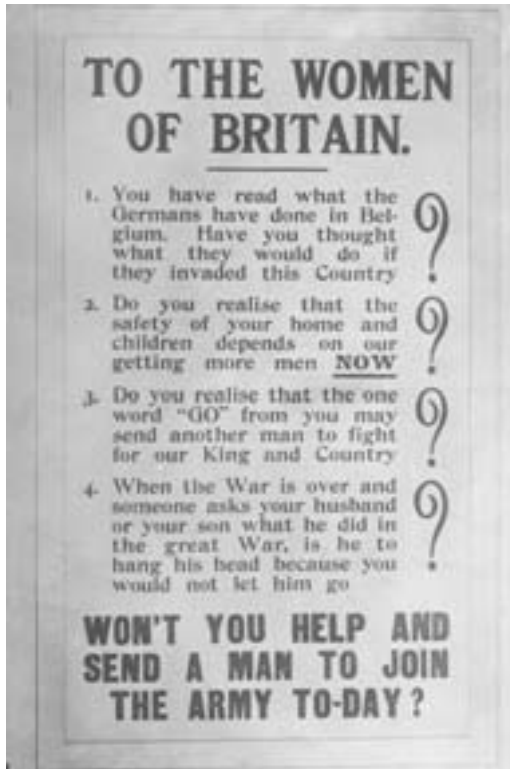 TO THE WOMEN
OF BRITAIN.
1. You have read what the
Germans have done in Bel-
gium. Have you thought
what they would do if
they invaded this Country ?
2. Do you realise that the
safety of your home and
children depends on our
getting more men NOW ?
3. Do you realise that the one
word "GO" from you may
send another man to fight
for our King and Country ?
4. When the War is over and
someone asks your husband
or your son what he did in
the great War, is he to
hang his head because you
would not let him go ?
WON'T YOU HELP AND
SEND A MAN TO JOIN
THE ARMY TO-DAY ?